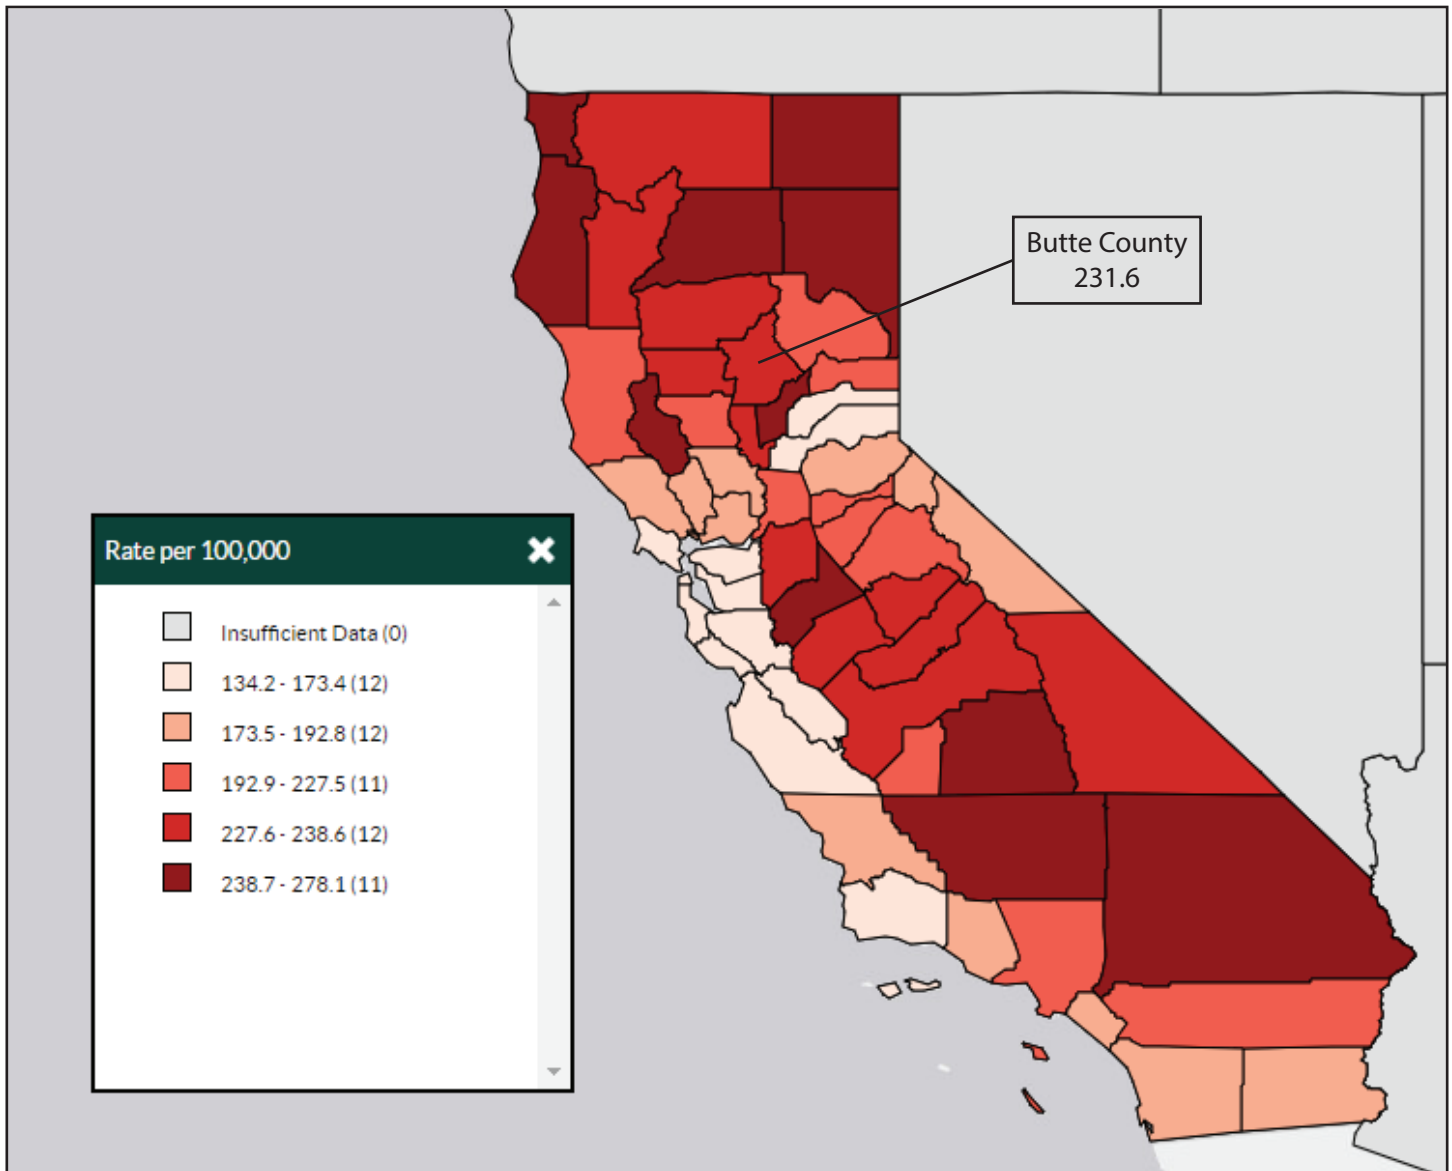 Butte County
231.6
Rate per 100,000
Insufficient Data (0)
134.2 - 173.4 (12)
173.5 - 192.8 (12)
192.9 - 227.5 (11)
227.6 - 238.6 (12)
238.7 - 278.1 (11)